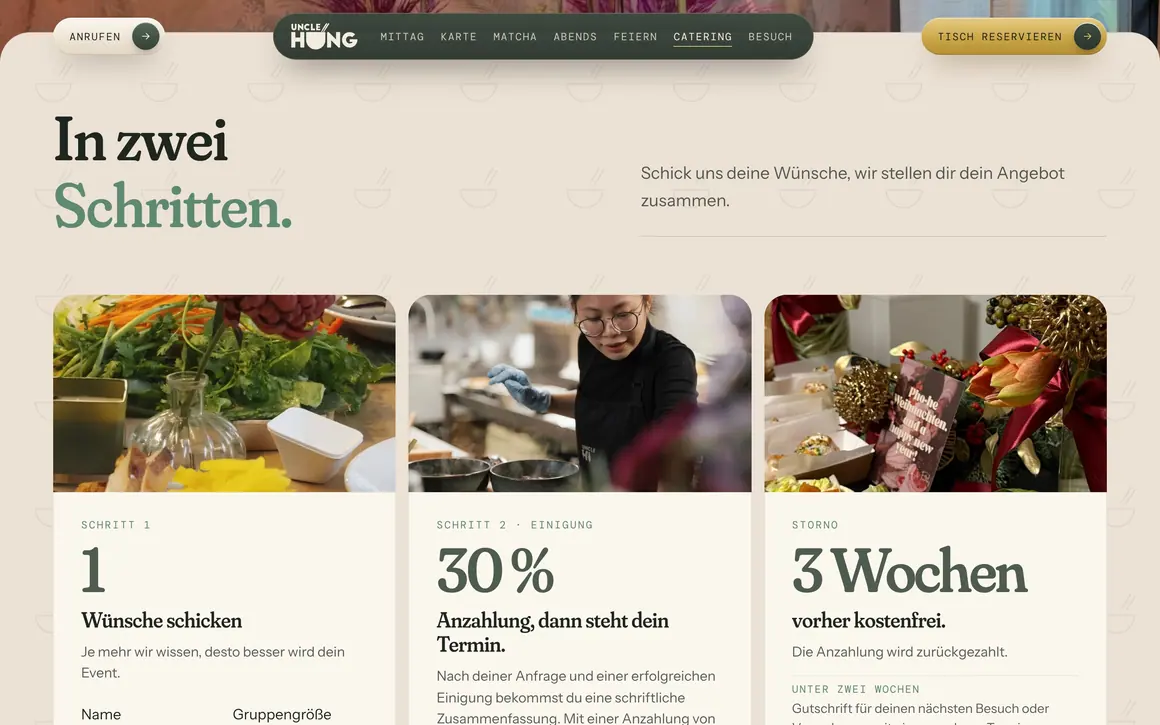 ANRUFEN
UNCLE HỌNG
MITTAG KARTE MATCHA ABENDS FEIERN CATERING BESUCH
TISCH RESERVIEREN
In zwei
Schritten.
Schick uns deine Wünsche, wir stellen dir dein Angebot
zusammen.
Pho-he
Weihnachten,
und a
happy new
year!
SCHRITT 1
1
Wünsche schicken
Je mehr wir wissen, desto besser wird dein
Event.
Name
Gruppengröße
SCHRITT 2 · EINIGUNG
30 %
Anzahlung, dann steht dein
Termin.
Nach deiner Anfrage und einer erfolgreichen
Einigung bekommst du eine schriftliche
Zusammenfassung. Mit einer Anzahlung von
STORNO
3 Wochen
vorher kostenfrei.
Die Anzahlung wird zurückgezahlt.
UNTER ZWEI WOCHEN
Gutschrift für deinen nächsten Besuch oder